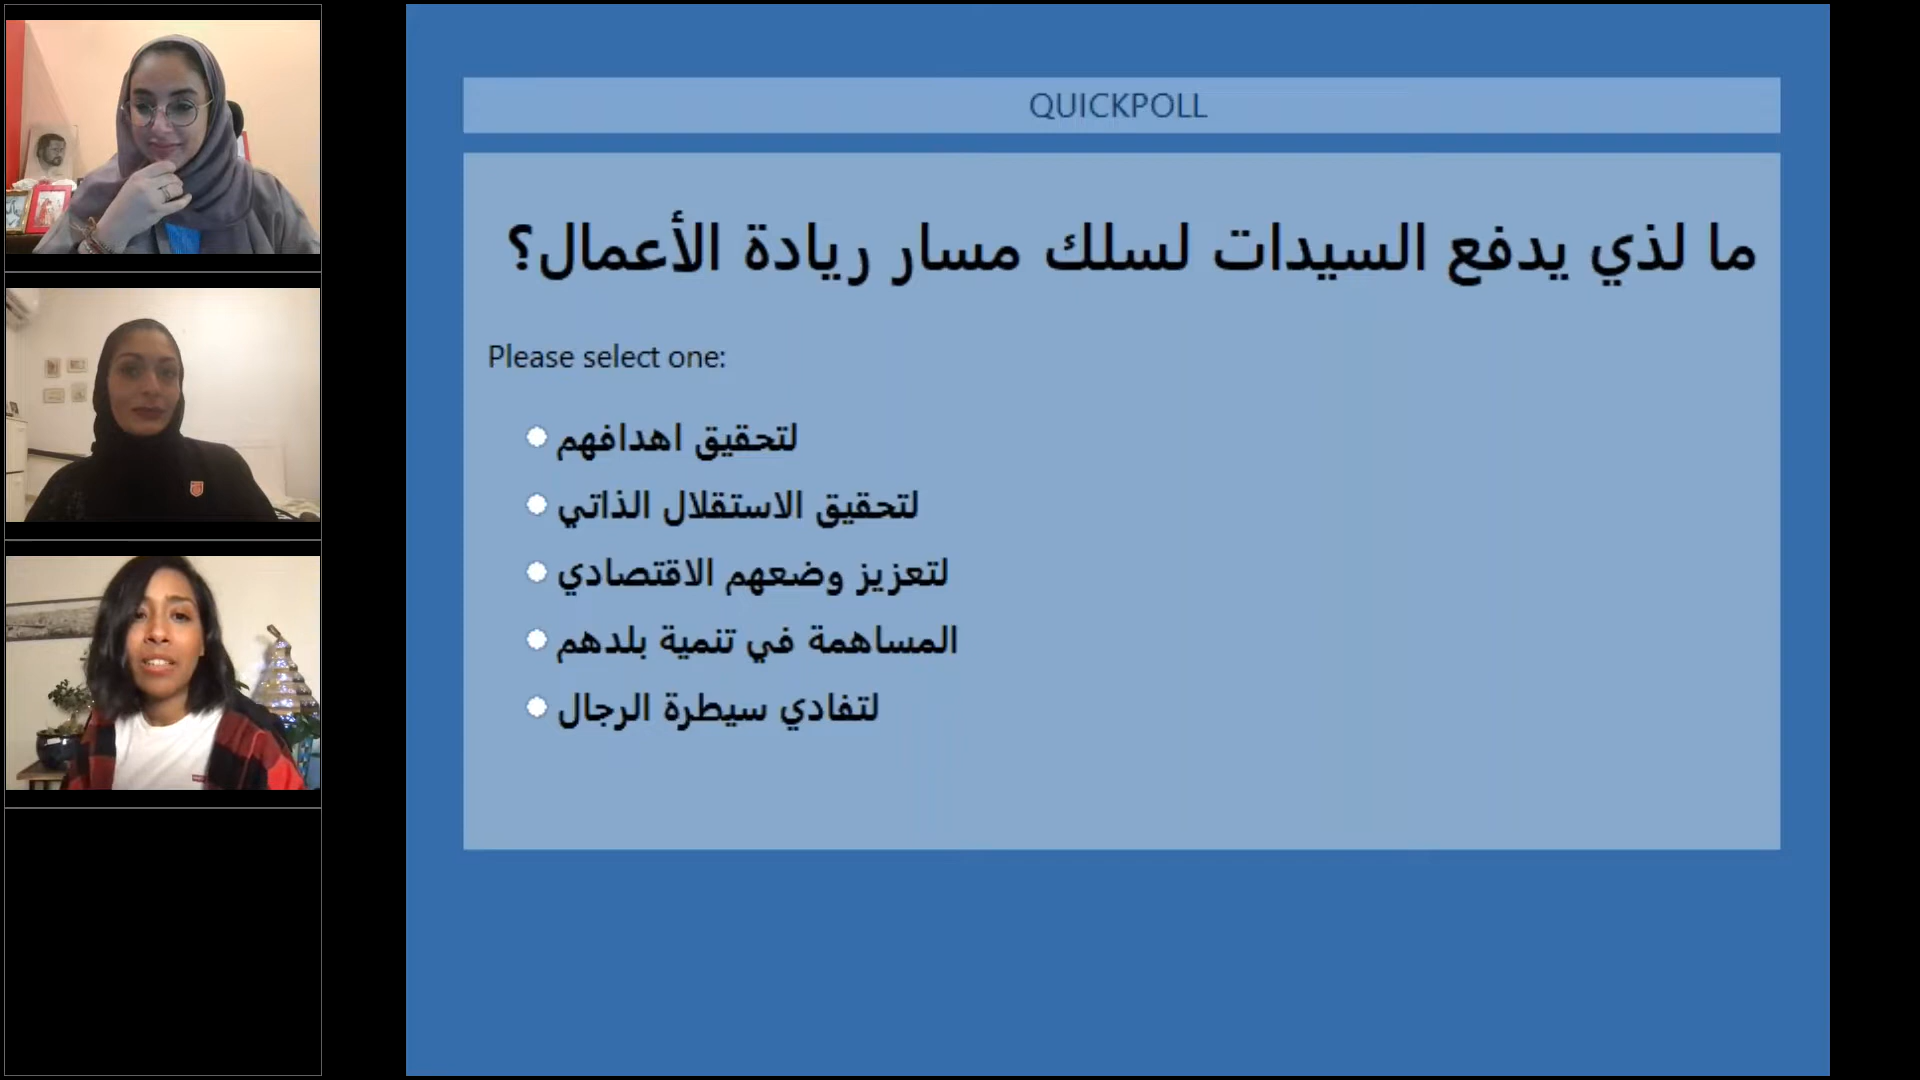 QUICKPOLL
ما لذي يدفع السيدات لسلك مسار ريادة الأعمال؟
Please select one:
لتحقيق اهدافهم
لتحقيق الاستقلال الذاتي
لتعزيز وضعهم الاقتصادي
المساهمة في تنمية بلدهم
لتفادي سيطرة الرجال